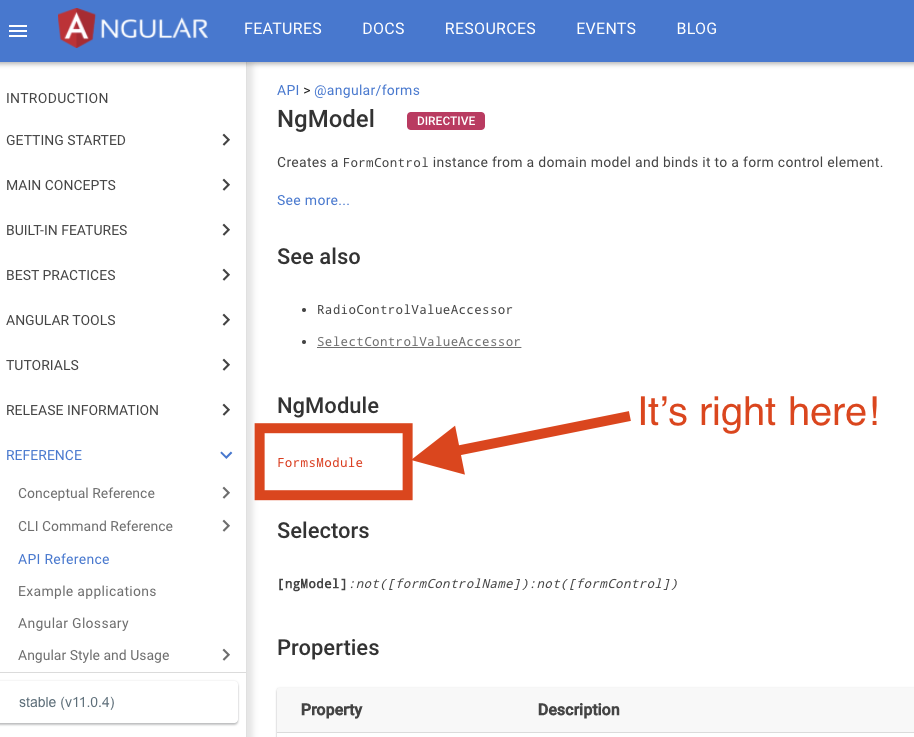 ANGULAR FEATURES DOCS RESOURCES EVENTS BLOG
INTRODUCTION
GETTING STARTED
MAIN CONCEPTS
BUILT-IN FEATURES
BEST PRACTICES
ANGULAR TOOLS
TUTORIALS
RELEASE INFORMATION
REFERENCE
Conceptual Reference
CLI Command Reference
API Reference
Example applications
Angular Glossary
Angular Style and Usage
stable (v11.0.4)
API > @angular/forms
NgModel DIRECTIVE
Creates a FormControl instance from a domain model and binds it to a form control element.
See more...
See also
• RadioControlValueAccessor
• SelectControlValueAccessor
NgModule
It's right here!
FormsModule
Selectors
[ngModel]:not([formControlName]):not([formControl])
Properties
Property Description